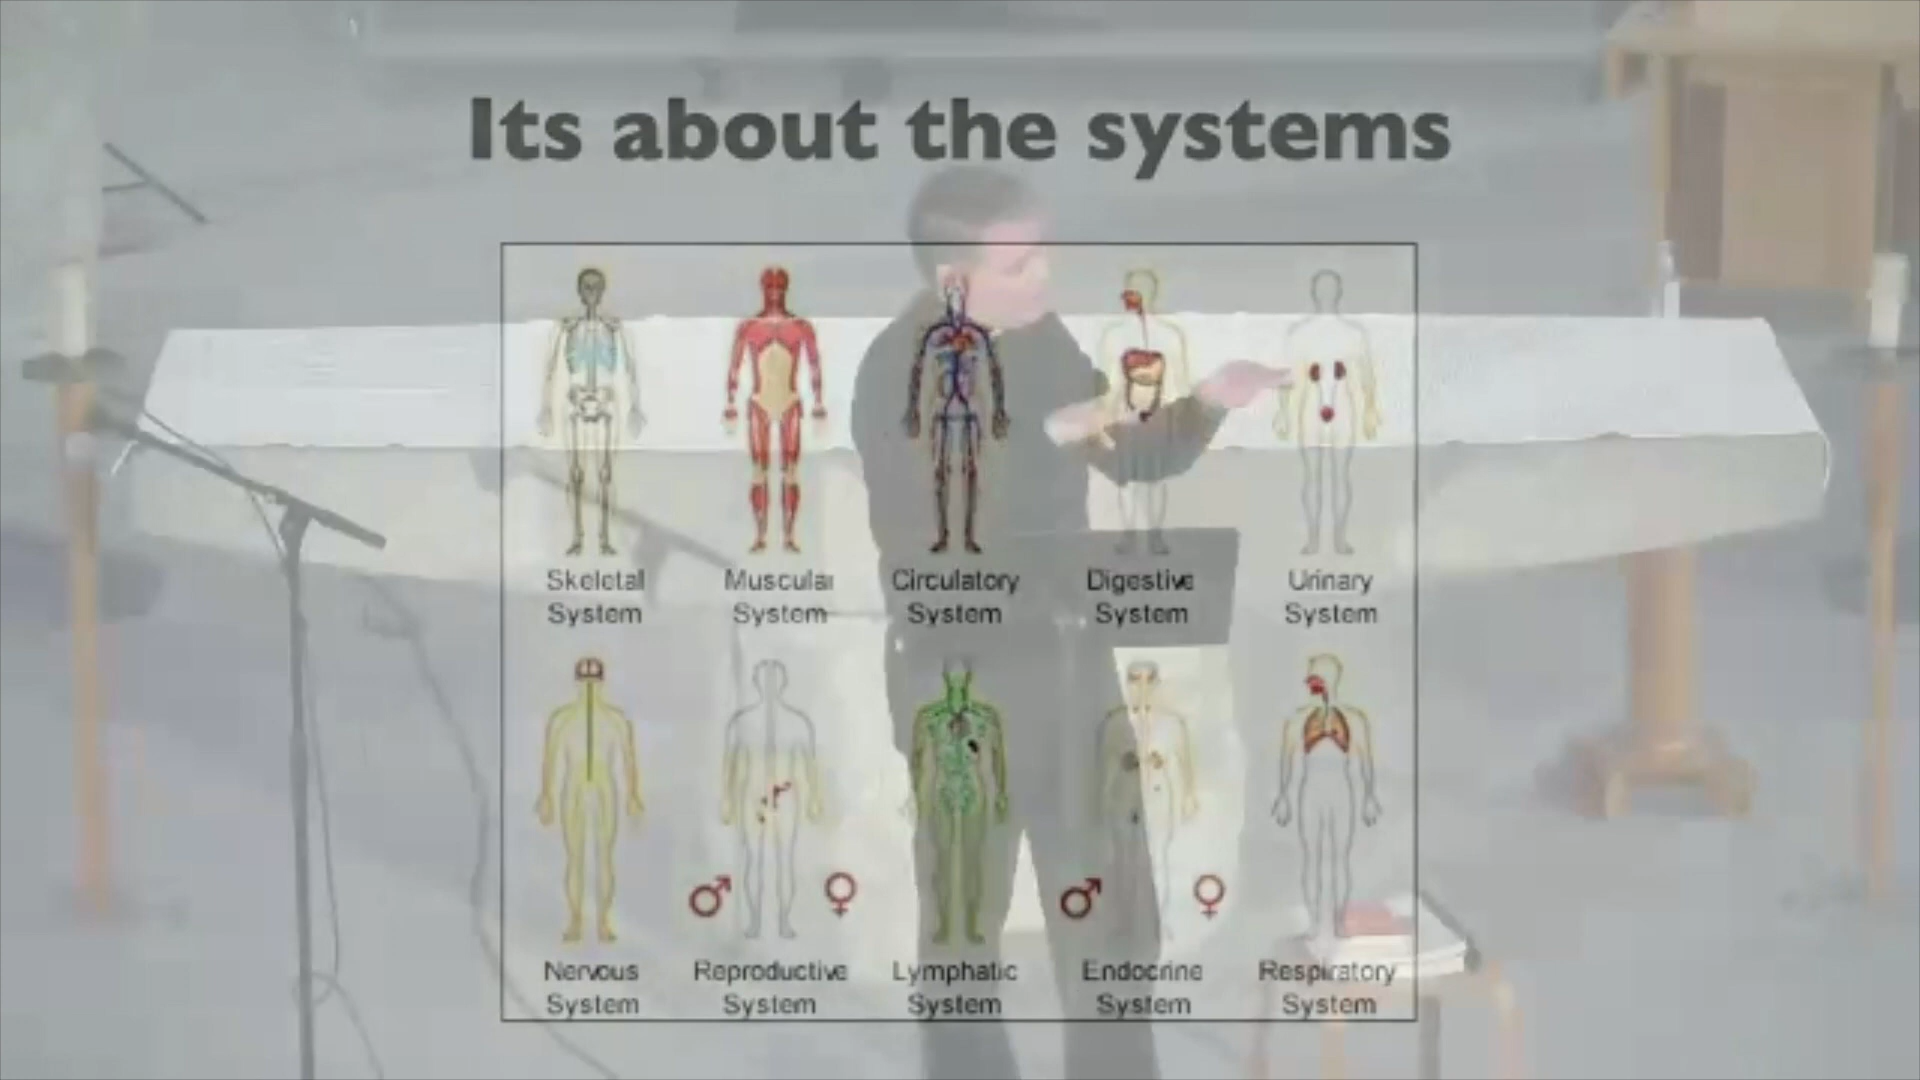 Its about the systems
Skeletal System
Muscular System
Circulatory System
Digestive System
Urinary System
Nervous System
Reproductive System
Lymphatic System
Endocrine System
Respiratory System